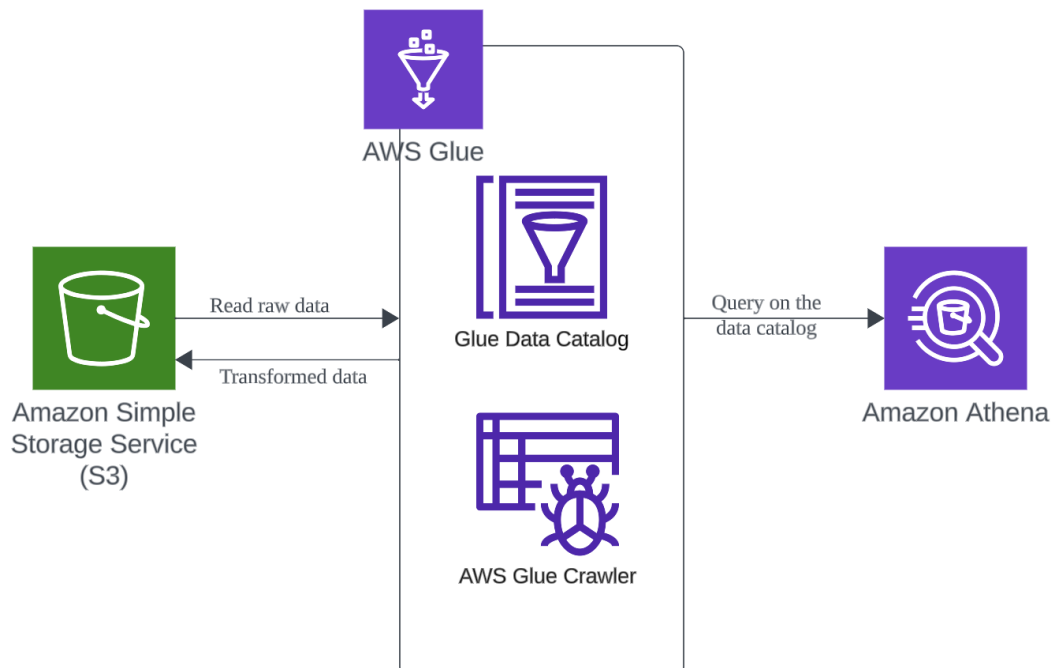 AWS Glue
Glue Data Catalog
Read raw data
Transformed data
Amazon Simple
Storage Service
(S3)
Query on the
data catalog
Amazon Athena
AWS Glue Crawler